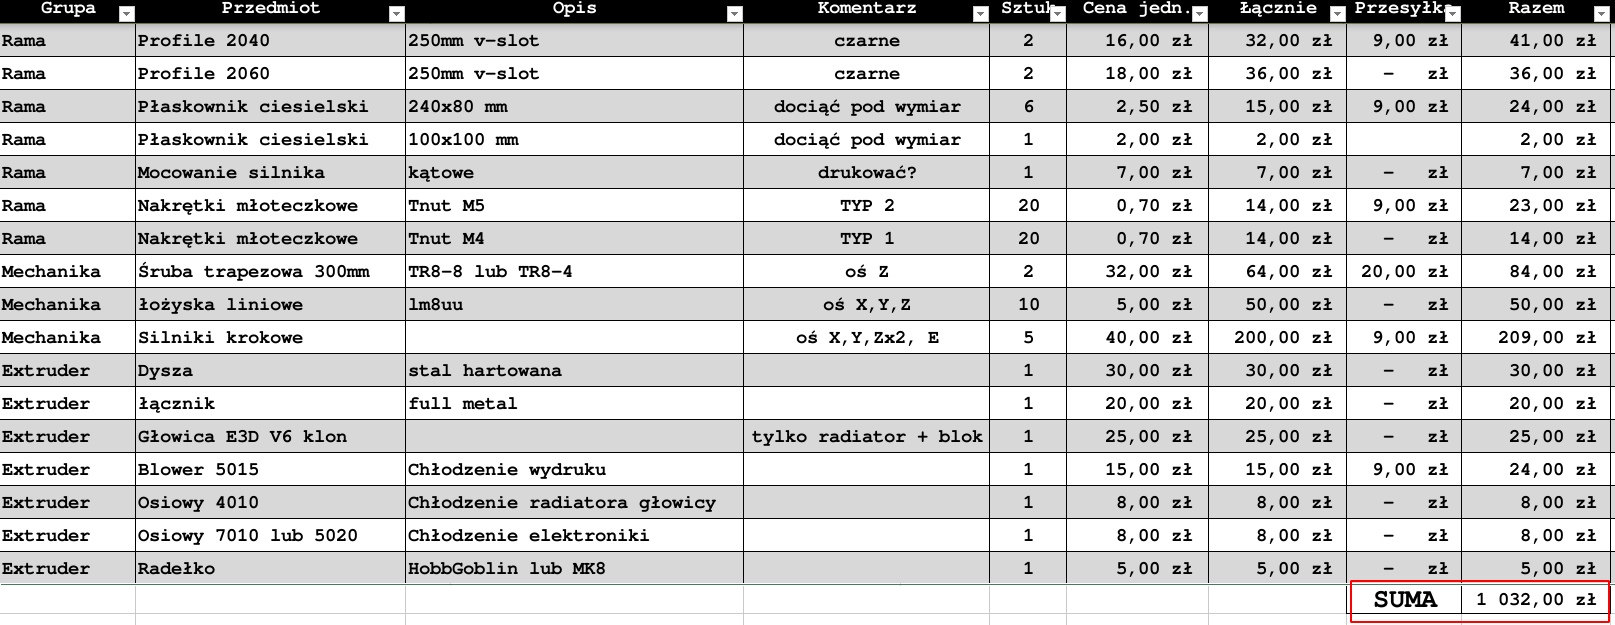 Grupa Przedmiot Opis Komentarz Sztuk Cena jedn. Łącznie Przesyłka Razem
Rama Profile 2040 250mm v-slot czarne 2 16,00 zł 32,00 zł 9,00 zł 41,00 zł
Rama Profile 2060 250mm v-slot czarne 2 18,00 zł 36,00 zł - zł 36,00 zł
Rama Płaskownik ciesielski 240x80 mm dociąć pod wymiar 6 2,50 zł 15,00 zł 9,00 zł 24,00 zł
Rama Płaskownik ciesielski 100x100 mm dociąć pod wymiar 1 2,00 zł 2,00 zł 2,00 zł
Rama Mocowanie silnika kątowe drukować? 1 7,00 zł 7,00 zł - zł 7,00 zł
Rama Nakrętki młoteczkowe Tnut M5 TYP 2 20 0,70 zł 14,00 zł 9,00 zł 23,00 zł
Rama Nakrętki młoteczkowe Tnut M4 TYP 1 20 0,70 zł 14,00 zł - zł 14,00 zł
Mechanika Śruba trapezowa 300mm TR8-8 lub TR8-4 oś Z 2 32,00 zł 64,00 zł 20,00 zł 84,00 zł
Mechanika łożyska liniowe lm8uu oś X,Y,Z 10 5,00 zł 50,00 zł - zł 50,00 zł
Mechanika Silniki krokowe oś X,Y,Zx2, E 5 40,00 zł 200,00 zł 9,00 zł 209,00 zł
Extruder Dysza stal hartowana 1 30,00 zł 30,00 zł - zł 30,00 zł
Extruder łącznik full metal 1 20,00 zł 20,00 zł - zł 20,00 zł
Extruder Głowica E3D V6 klon tylko radiator + blok 1 25,00 zł 25,00 zł - zł 25,00 zł
Extruder Blower 5015 Chłodzenie wydruku 1 15,00 zł 15,00 zł 9,00 zł 24,00 zł
Extruder Osiowy 4010 Chłodzenie radiatora głowicy 1 8,00 zł 8,00 zł - zł 8,00 zł
Extruder Osiowy 7010 lub 5020 Chłodzenie elektroniki 1 8,00 zł 8,00 zł - zł 8,00 zł
Extruder Radełko HobbGoblin lub MK8 1 5,00 zł 5,00 zł - zł 5,00 zł
SUMA 1 032,00 zł